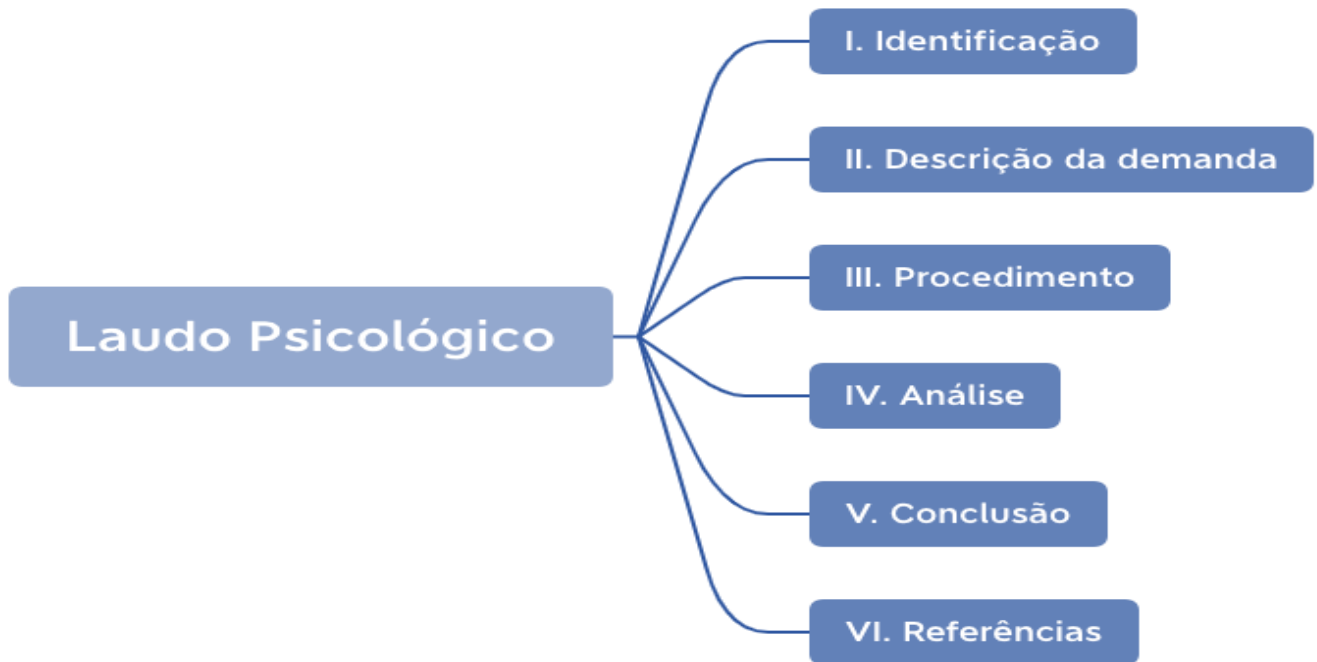 Laudo Psicológico
I. Identificação
II. Descrição da demanda
III. Procedimento
IV. Análise
V. Conclusão
VI. Referências